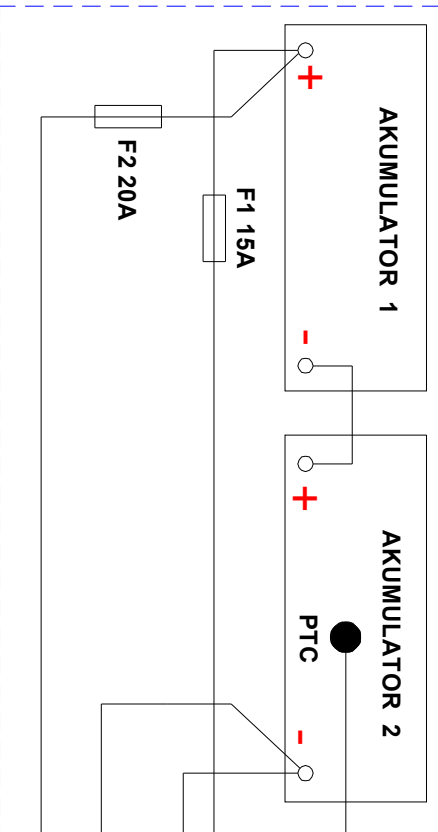 +
AKUMULATOR 1
F2 20A
F1 15A
-
+
AKUMULATOR 2
PTC
-